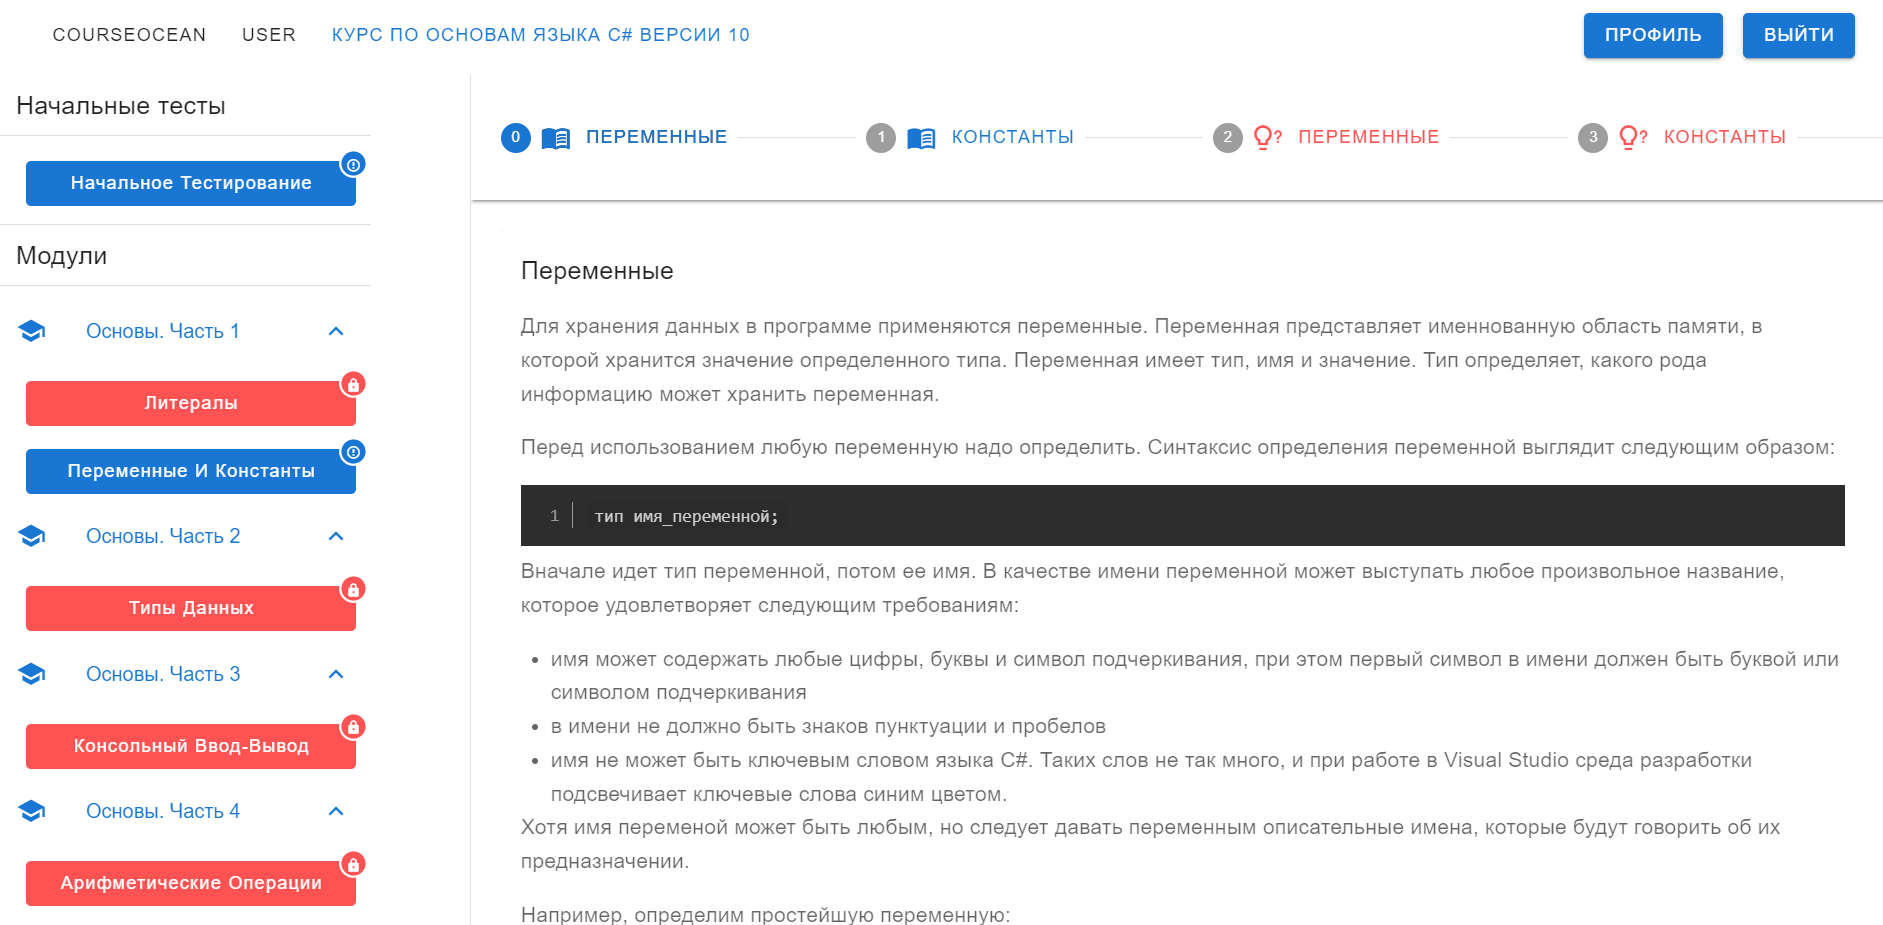 COURSEOCEAN USER КУРС ПО ОСНОВАМ ЯЗЫКА C# ВЕРСИИ 10 ПРОФИЛЬ ВЫЙТИ
Начальные тесты
Начальное Тестирование
Модули
Основы. Часть 1
Литералы
Переменные И Константы
Основы. Часть 2
Типы Данных
Основы. Часть 3
Консольный Ввод-Вывод
Основы. Часть 4
Арифметические Операции
0 ПЕРЕМЕННЫЕ 1 КОНСТАНТЫ 2 ? ПЕРЕМЕННЫЕ 3 ? КОНСТАНТЫ
Переменные
Для хранения данных в программе применяются переменные. Переменная представляет именнованную область памяти, в
которой хранится значение определенного типа. Переменная имеет тип, имя и значение. Тип определяет, какого рода
информацию может хранить переменная.
Перед использованием любую переменную надо определить. Синтаксис определения переменной выглядит следующим образом:
1 тип имя_переменной;
Вначале идет тип переменной, потом ее имя. В качестве имени переменной может выступать любое произвольное название,
которое удовлетворяет следующим требованиям:
• имя может содержать любые цифры, буквы и символ подчеркивания, при этом первый символ в имени должен быть буквой или
символом подчеркивания
• в имени не должно быть знаков пунктуации и пробелов
• имя не может быть ключевым словом языка C#. Таких слов не так много, и при работе в Visual Studio среда разработки
подсвечивает ключевые слова синим цветом.
Хотя имя переменой может быть любым, но следует давать переменным описательные имена, которые будут говорить об их
предназначении.
Например, определим простейшую переменную: